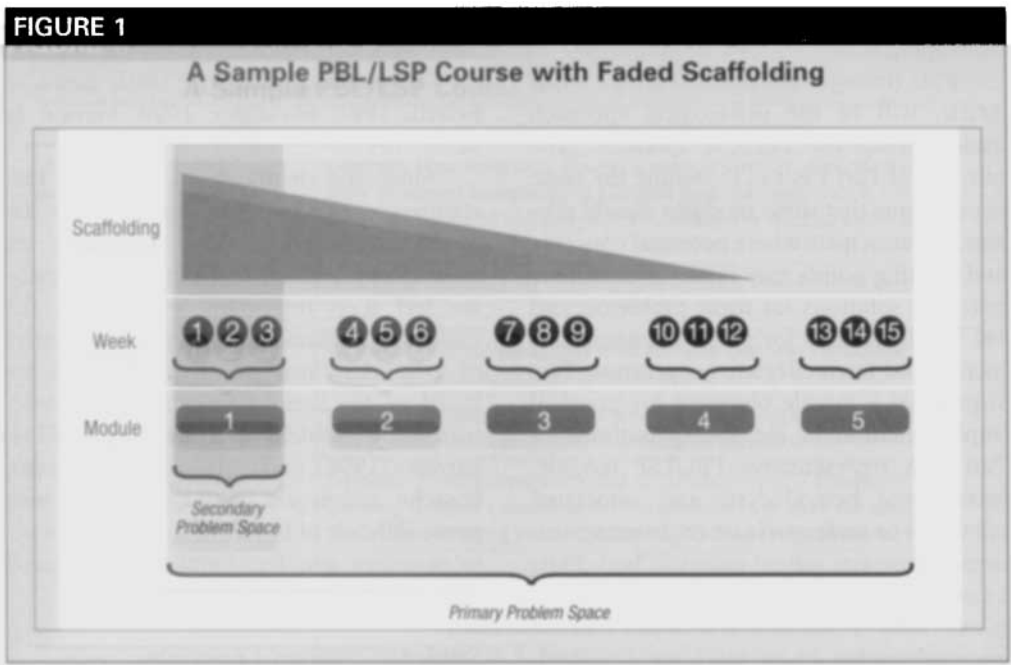 FIGURE 1
A Sample PBL/LSP Course with Faded Scaffolding
Scaffolding
Week 1 2 3 4 5 6 7 8 9 10 11 12 13 14 15
Module 1 2 3 4 5
Secondary
Problem Space
Primary Problem Space